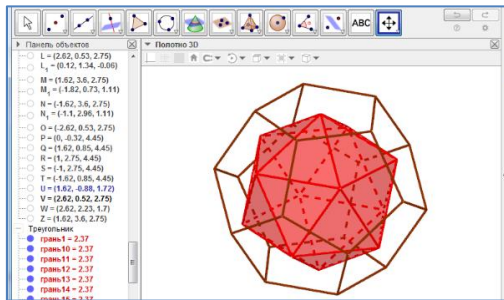 ABC
Панель объектов
Полотно 3D
L = (2.62, 0.53, 2.75)
L₁ = (0.12, 1.34, -0.06)
M = (1.62, 3.6, 2.75)
M₁ = (-1.82, 0.73, 1.11)
N = (-1.62, 3.6, 2.75)
N₁ = (-1.1, 2.96, 1.11)
O = (-2.62, 0.53, 2.75)
P = (0, -0.32, 4.45)
Q = (1.62, 0.85, 4.45)
R = (1, 2.75, 4.45)
S = (-1, 2.75, 4.45)
T = (-1.62, 0.85, 4.45)
U = (1.62, -0.88, 1.72)
V = (2.62, 0.52, 2.75)
W = (2.62, 2.23, 1.7)
Z = (1.62, 3.6, 2.75)
Треугольник
грань1 = 2.37
грань10 = 2.37
грань11 = 2.37
грань12 = 2.37
грань13 = 2.37
грань14 = 2.37